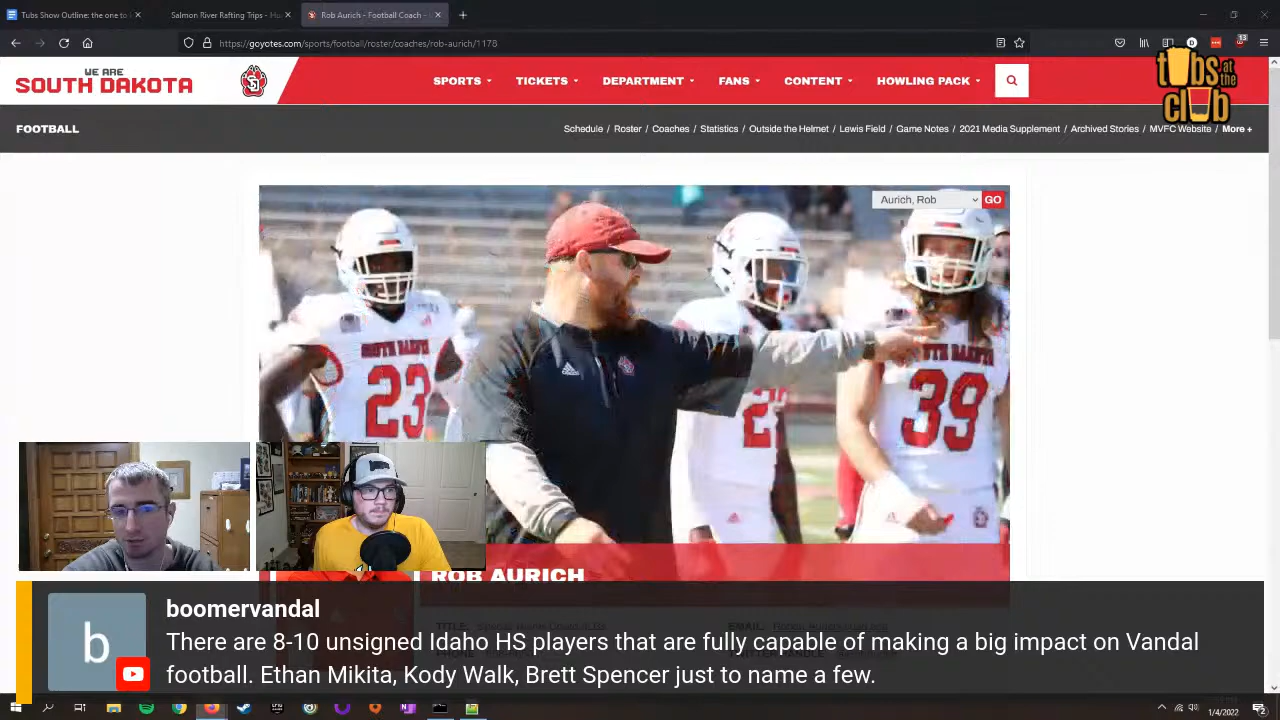 Tubs Show Outline: the one to
Salmon River Rafting Trips - Hu
Rob Aurich - Football Coach -
https://goyotes.com/sports/football/roster/coaches/rob-aurich/1178
13
tubs
at the
club
WE ARE
SOUTH DAKOTA
SPORTS TICKETS DEPARTMENT FANS CONTENT HOWLING PACK
FOOTBALL
Schedule / Roster / Coaches / Statistics / Outside the Helmet / Lewis Field / Game Notes / 2021 Media Supplement / Archived Stories / MVFC Website / More +
Aurich, Rob GO
SOUTH DAKOTA
23
39
ROB AURICH
TITLE:
EMAIL:
b
boomervandal
There are 8-10 unsigned Idaho HS players that are fully capable of making a big impact on Vandal
football. Ethan Mikita, Kody Walk, Brett Spencer just to name a few.
1/4/2022